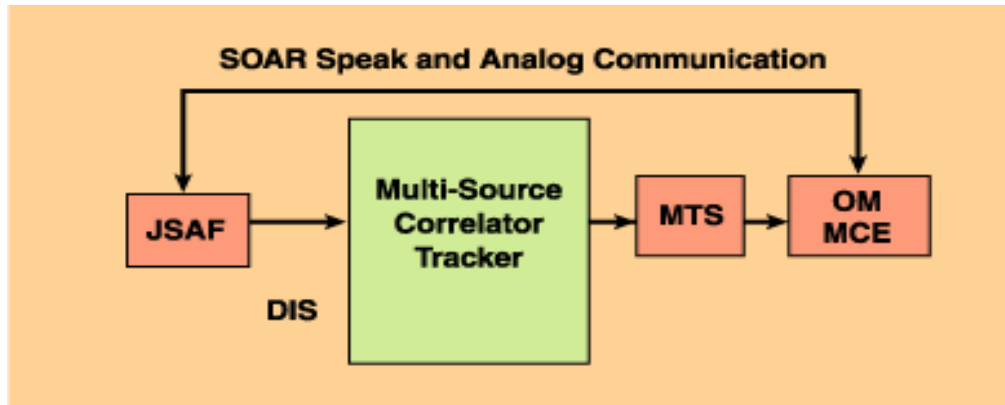 SOAR Speak and Analog Communication
JSAF
DIS
Multi-Source
Correlator
Tracker
MTS
OM
MCE